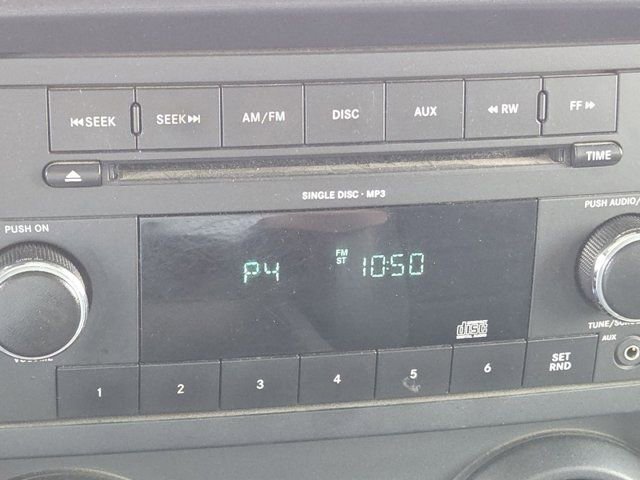 ⏮ SEEK SEEK ⏭ AM/FM DISC AUX ◀◀ RW FF ▶▶
TIME
SINGLE DISC · MP3
PUSH ON
PUSH AUDIO/
P4 FM ST 10:50
disc
VOLUME
TUNE/
AUX
1 2 3 4 5 6 SET RND